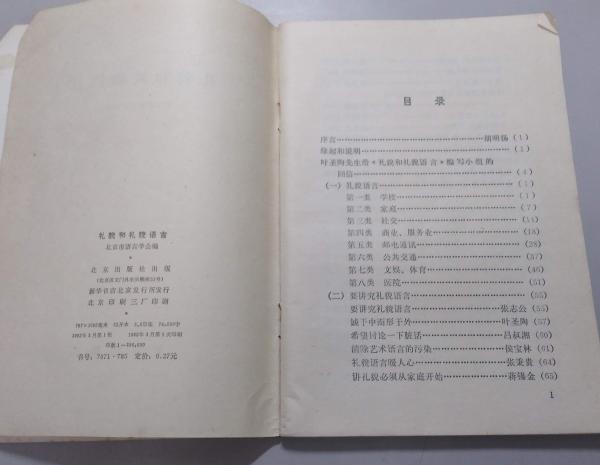 礼貌和礼貌语言
北京市语言学会编
北京出版社出版
新华书店北京发行所发行
北京印刷三厂印刷
书号：7071·785 定价：0.27元
目 录
序言……胡明扬（1）
缘起和说明……（1）
叶圣陶先生给《礼貌和礼貌语言》编写小组的
回信……（4）
（一）礼貌语言……（1）
第一类 学校……（1）
第二类 家庭……（7）
第三类 社交……（14）
第四类 商业、服务业……（18）
第五类 邮电通讯……（28）
第六类 公共交通……（37）
第七类 文娱、体育……（46）
第八类 医院……（51）
（二）要讲究礼貌语言……（55）
要讲究礼貌语言……张志公（55）
诚于中而形于外……叶圣陶（57）
希望讨论一下脏话……吕叔湘（60）
清除艺术语言的污染……侯宝林（61）
礼貌语言暖人心……张秉贵（64）
讲礼貌必须从家庭开始……蒋锡金（65）
1